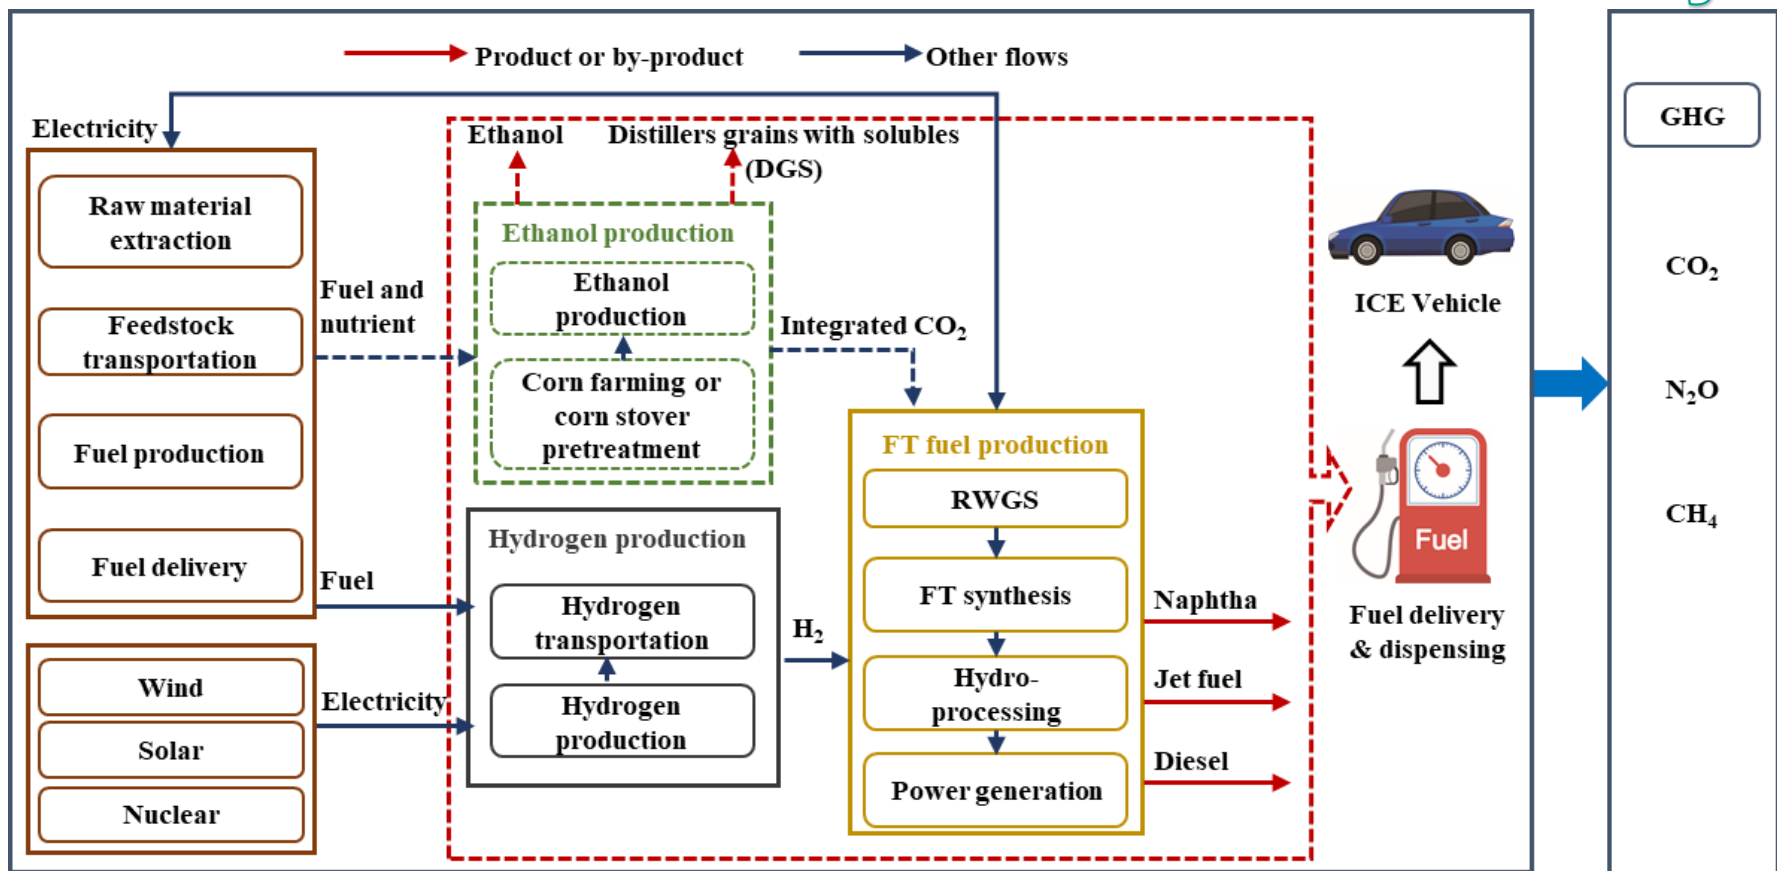 Product or by-product
Other flows
Electricity
Raw material
extraction
Feedstock
transportation
Fuel production
Fuel delivery
Wind
Solar
Nuclear
Fuel and
nutrient
Fuel
Electricity
Ethanol
Distillers grains with solubles
(DGS)
Ethanol production
Ethanol
production
Corn farming or
corn stover
pretreatment
Integrated CO₂
Hydrogen production
Hydrogen
transportation
Hydrogen
production
H₂
FT fuel production
RWGS
FT synthesis
Hydro-
processing
Power generation
Naphtha
Jet fuel
Diesel
ICE Vehicle
Fuel
Fuel delivery
& dispensing
GHG
CO₂
N₂O
CH₄